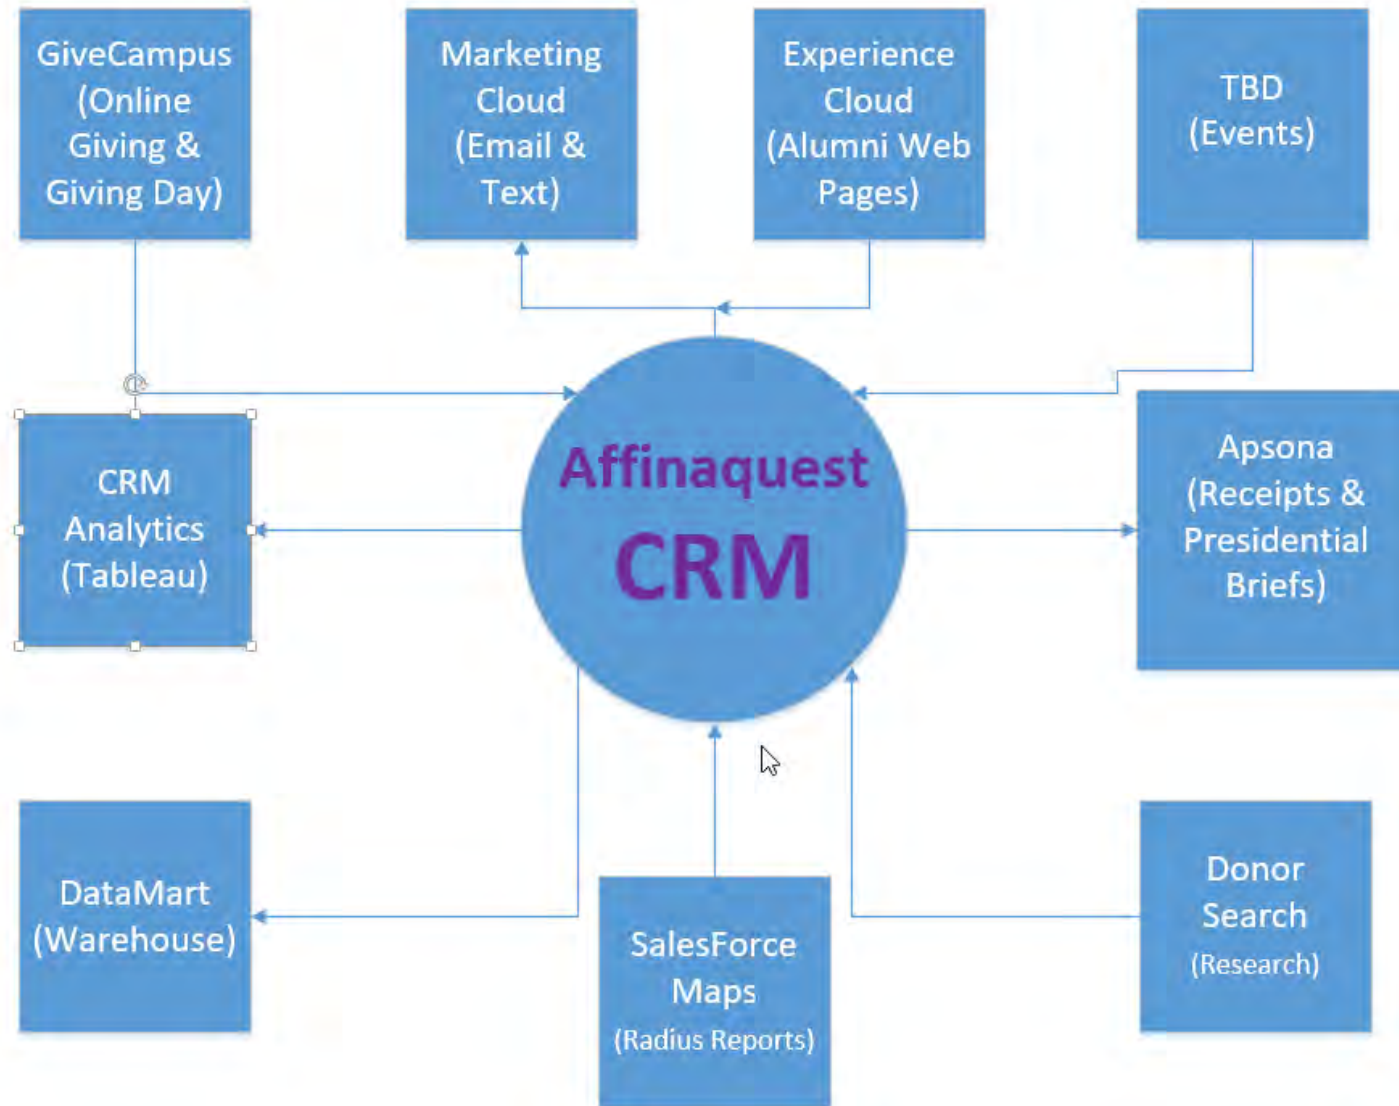 GiveCampus
(Online
Giving &
Giving Day)
Marketing
Cloud
(Email &
Text)
Experience
Cloud
(Alumni Web
Pages)
TBD
(Events)
CRM
Analytics
(Tableau)
Affinaquest
CRM
Apsona
(Receipts &
Presidential
Briefs)
DataMart
(Warehouse)
SalesForce
Maps
(Radius Reports)
Donor
Search
(Research)